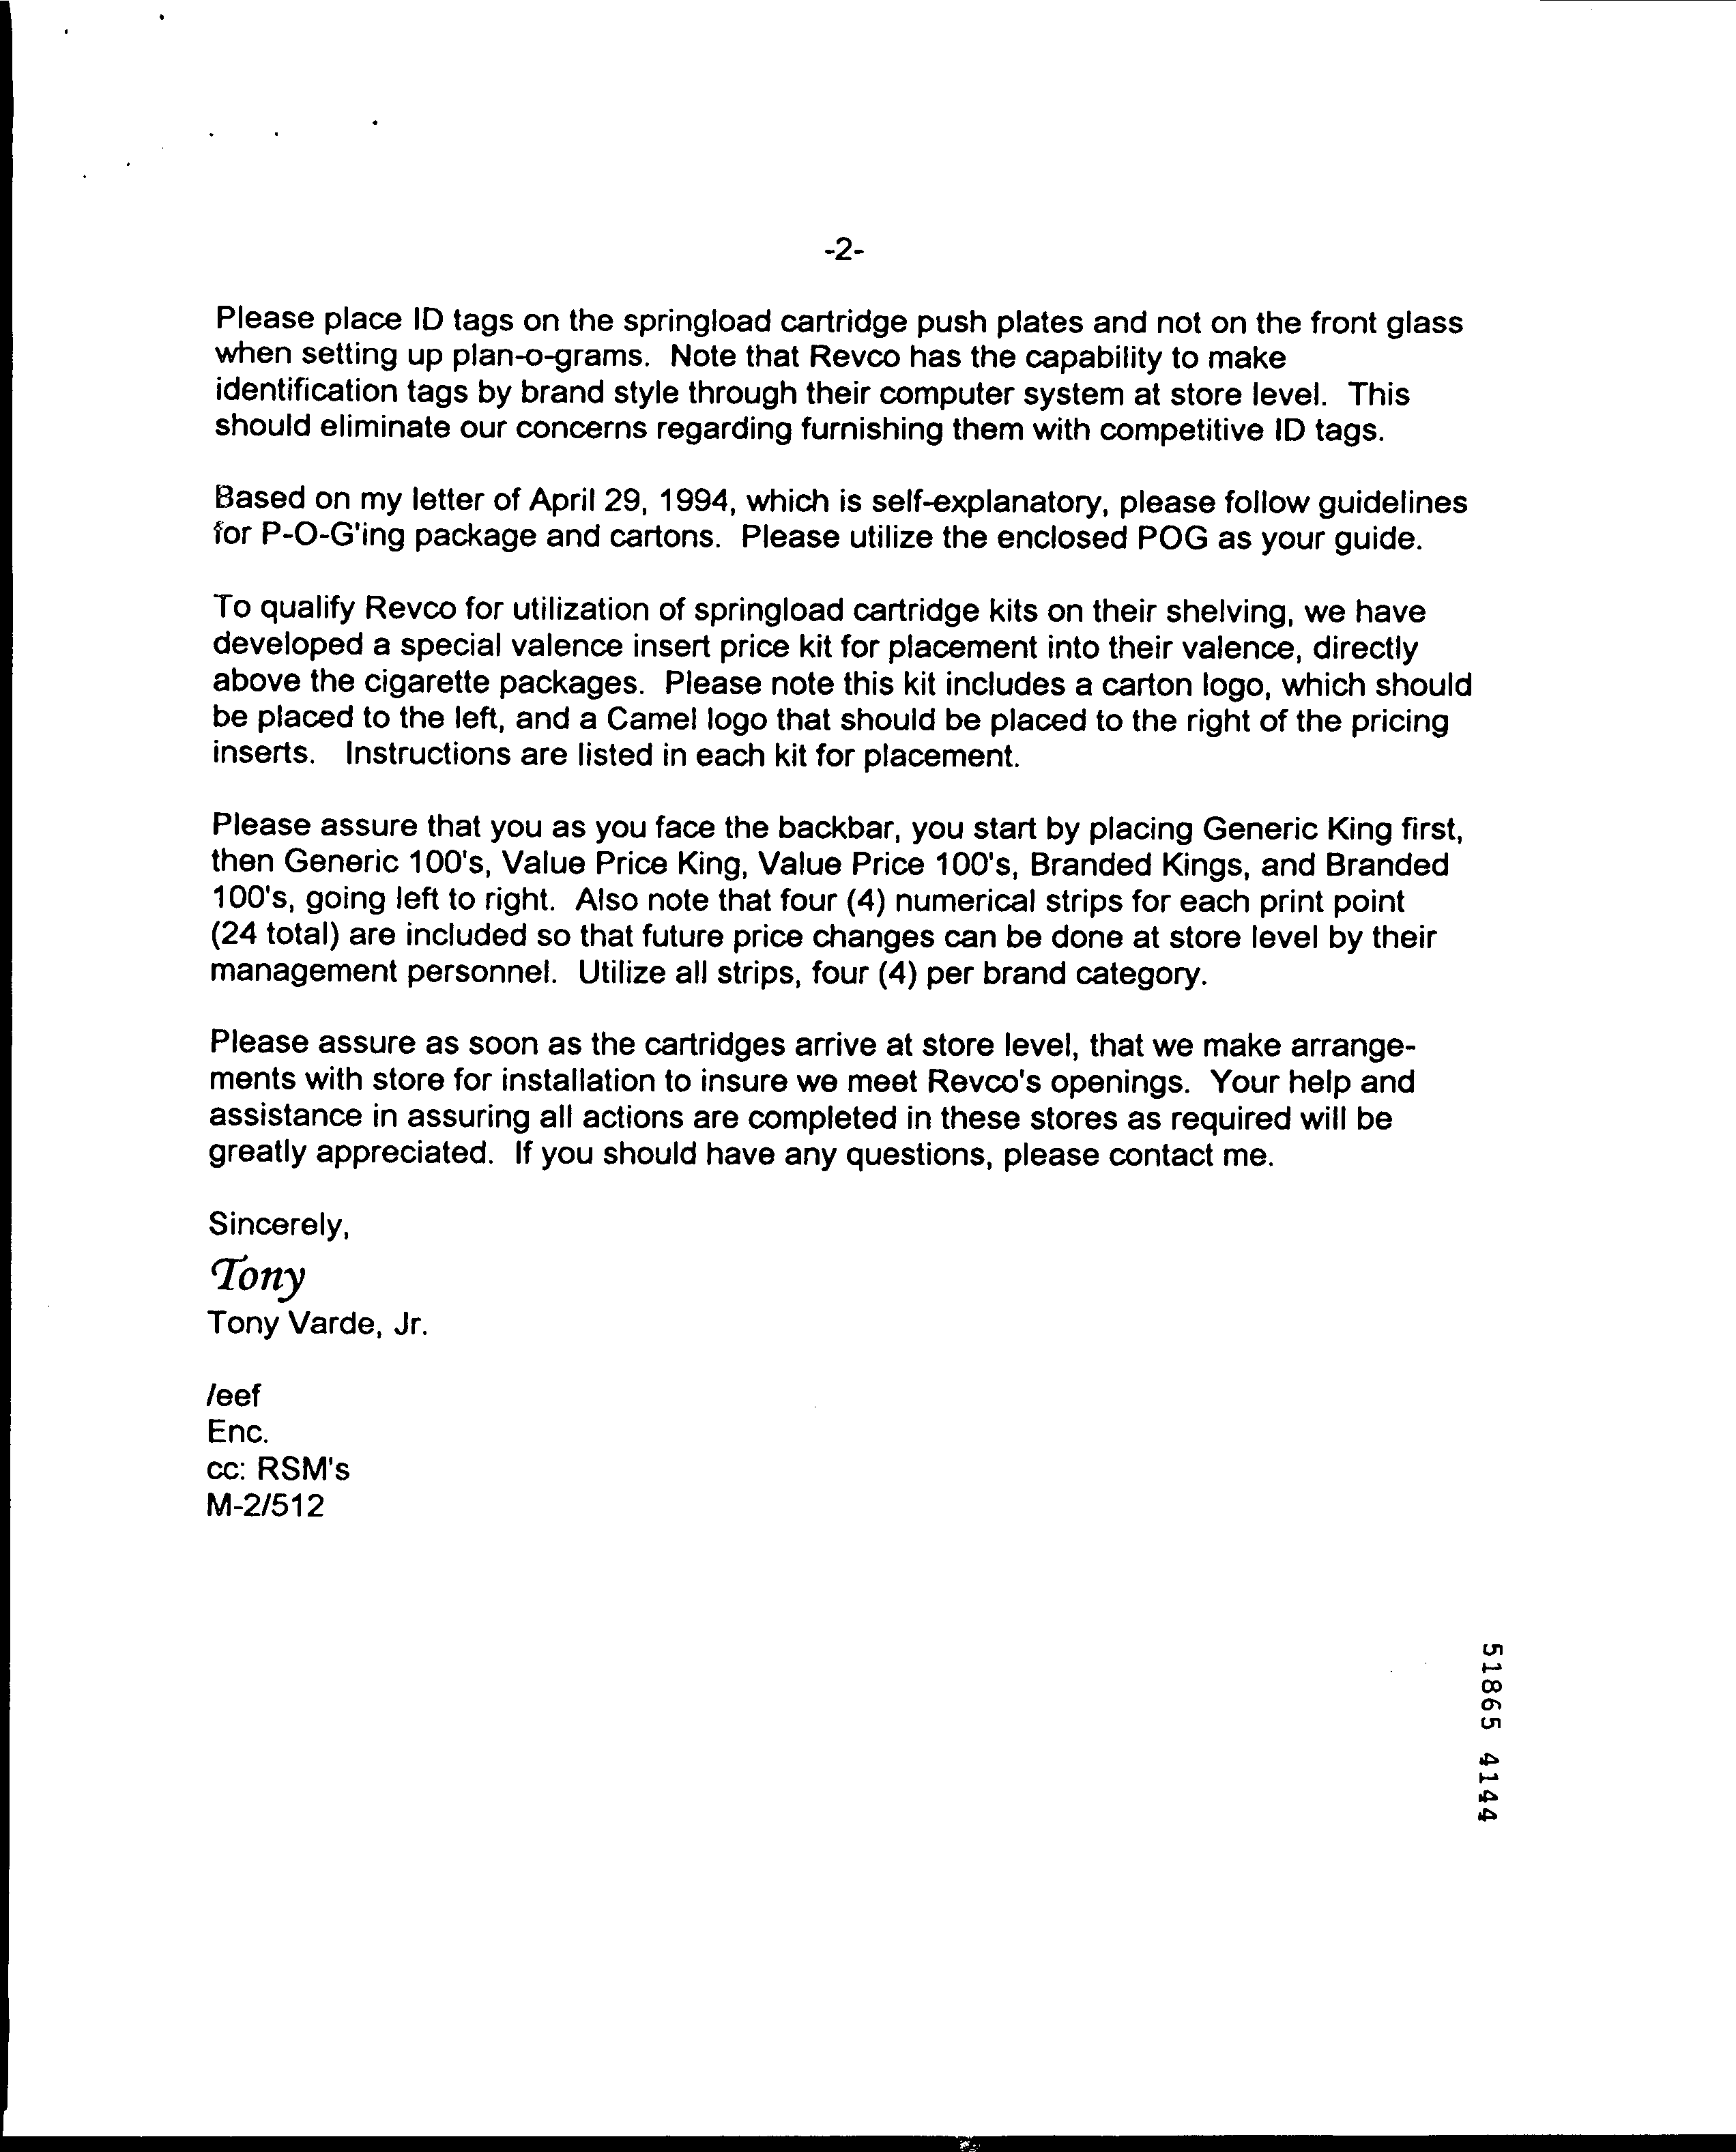 -2-
Please place ID tags on the springload cartridge push plates and not on the front glass
when setting up plan-o-grams. Note that Revco has the capability to make
identification tags by brand style through their computer system at store level. This
should eliminate our concerns regarding furnishing them with competitive ID tags.
Based on my letter of April 29, 1994, which is self-explanatory, please follow guidelines
for P-O-G'ing package and cartons. Please utilize the enclosed POG as your guide.
To qualify Revco for utilization of springload cartridge kits on their shelving, we have
developed a special valence insert price kit for placement into their valence, directly
above the cigarette packages. Please note this kit includes a carton logo, which should
be placed to the left, and a Camel logo that should be placed to the right of the pricing
inserts. Instructions are listed in each kit for placement.
Please assure that you as you face the backbar, you start by placing Generic King first,
then Generic 100's, Value Price King, Value Price 100's, Branded Kings, and Branded
100's, going left to right. Also note that four (4) numerical strips for each print point
(24 total) are included so that future price changes can be done at store level by their
management personnel. Utilize all strips, four (4) per brand category.
Please assure as soon as the cartridges arrive at store level, that we make arrange-
ments with store for installation to insure we meet Revco's openings. Your help and
assistance in assuring all actions are completed in these stores as required will be
greatly appreciated. If you should have any questions, please contact me.
Sincerely,
Tony
Tony Varde, Jr.
/eef
Enc.
cc: RSM's
M-2/512
51865 4144